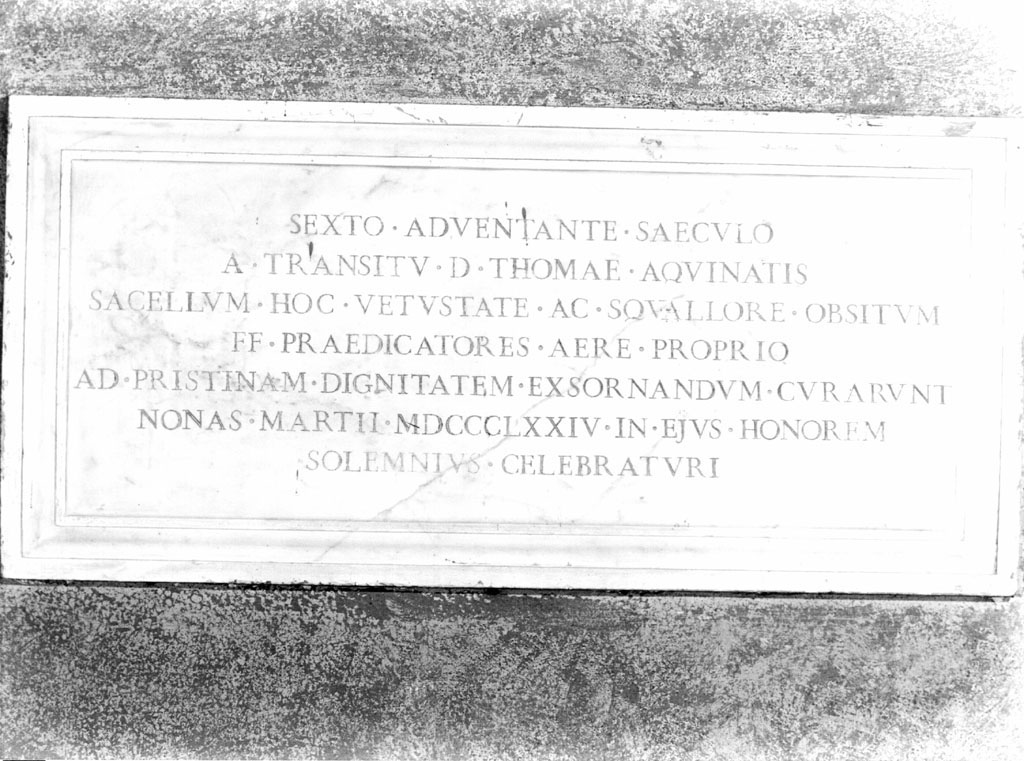 SEXTO · ADVENTANTE · SAECVLO
A · TRANSITV · D · THOMAE · AQVINATIS
SACELLVM · HOC · VETVSTATE · AC · SQVALLORE · OBSITVM
FF · PRAEDICATORES · AERE · PROPRIO
AD · PRISTINAM · DIGNITATEM · EXSORNANDVM · CVRARVNT
NONAS · MARTII · MDCCCLXXIV · IN · EJVS · HONOREM
SOLEMNIVS · CELEBRATVRI